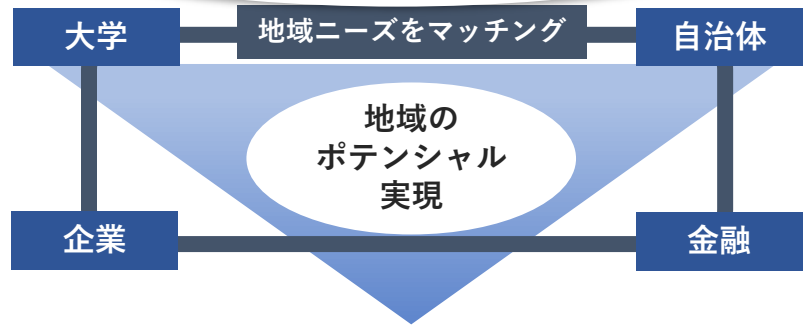 大学
地域ニーズをマッチング
自治体
地域の
ポテンシャル
実現
企業
金融